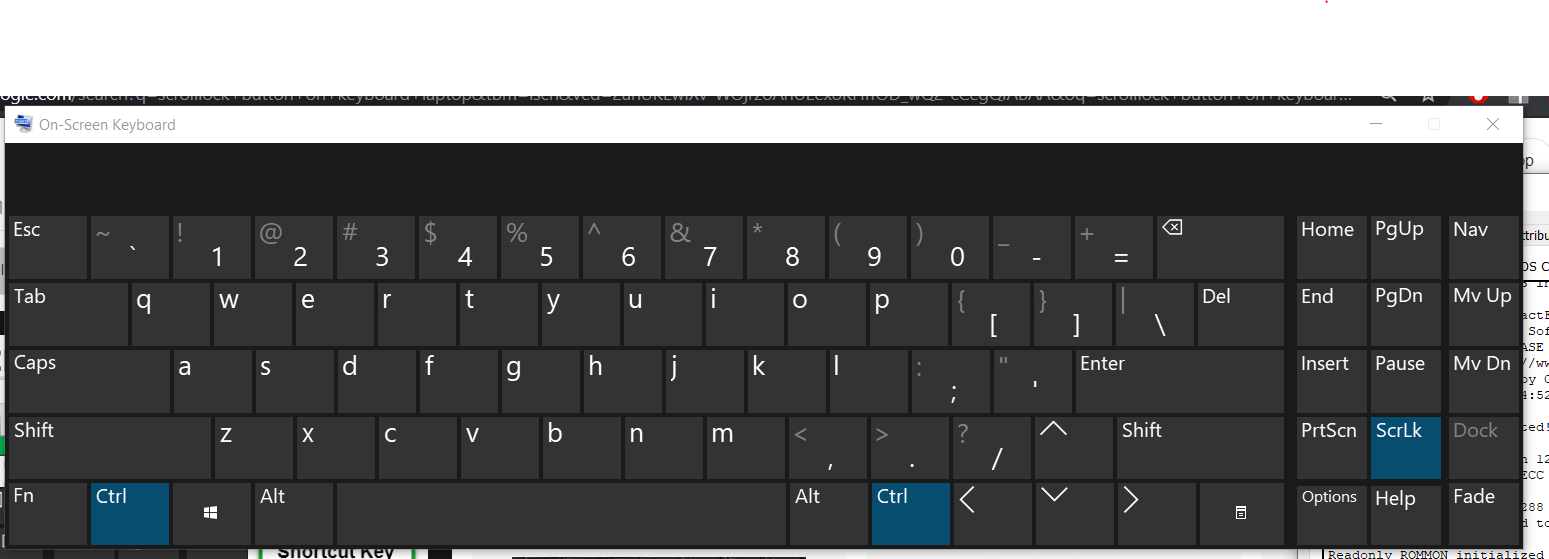 On-Screen Keyboard
Esc ~ ` ! 1 @ 2 # 3 $ 4 % 5 ^ 6 & 7 * 8 ( 9 ) 0 _ - + = Home PgUp Nav
Tab q w e r t y u i o p { [ } ] | \ Del End PgDn Mv Up
Caps a s d f g h j k l : ; " ' Enter Insert Pause Mv Dn
Shift z x c v b n m < , > . ? / Shift PrtScn ScrLk Dock
Fn Ctrl Alt Alt Ctrl Options Help Fade
Shortcut Key
Readonly ROMMON initialized